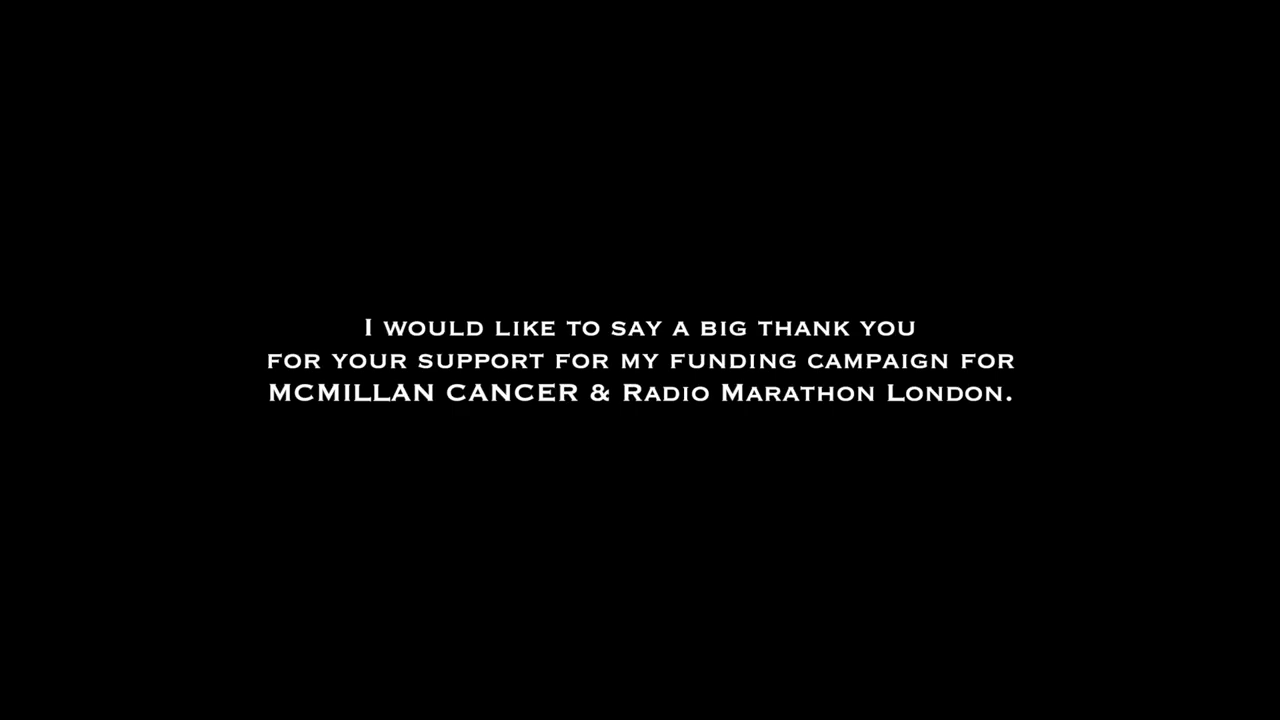 I would like to say a big thank you
for your support for my funding campaign for
MCMILLAN CANCER & Radio Marathon London.